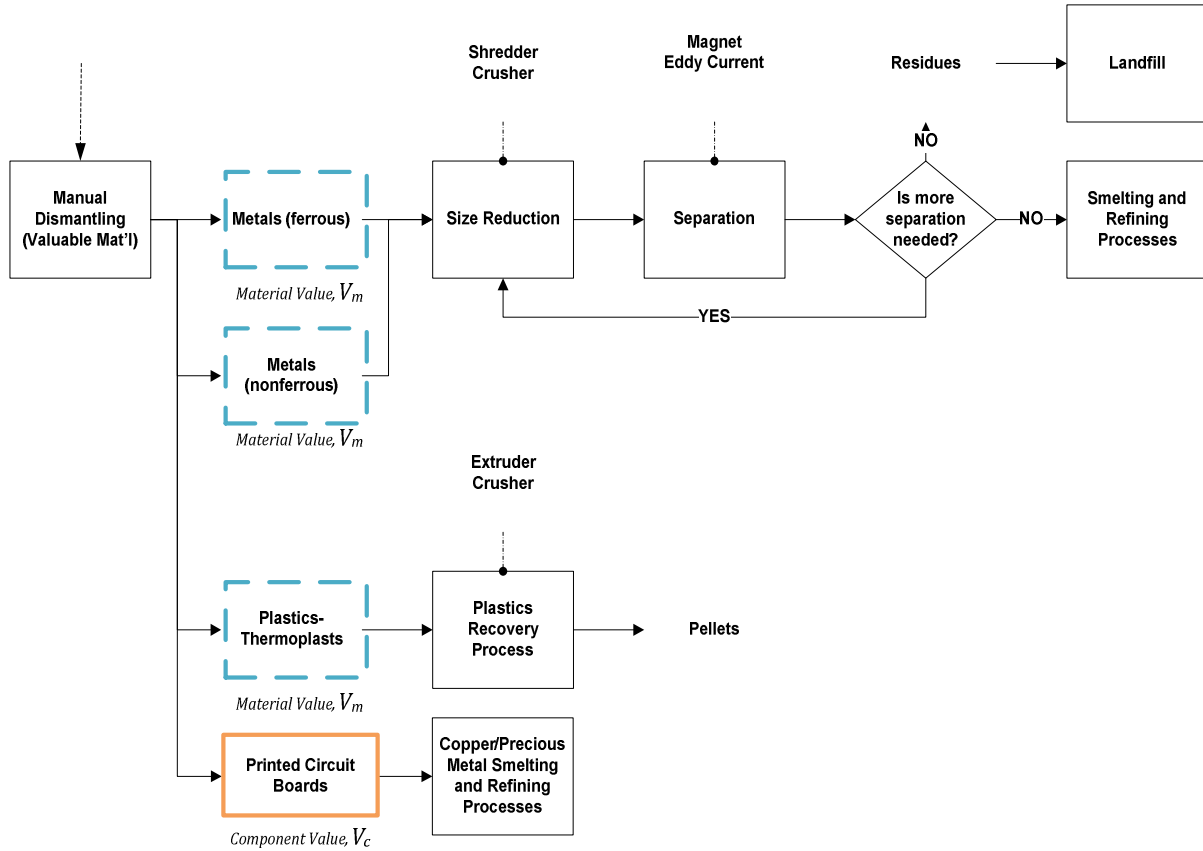 Shredder
Crusher
Magnet
Eddy Current
Residues
Landfill
NO
Manual
Dismantling
(Valuable Mat'l)
Metals (ferrous)
Size Reduction
Separation
Is more
separation
needed?
NO
Smelting and
Refining
Processes
Material Value, Vm
YES
Metals
(nonferrous)
Material Value, Vm
Extruder
Crusher
Plastics-
Thermoplasts
Plastics
Recovery
Process
Pellets
Material Value, Vm
Printed Circuit
Boards
Copper/Precious
Metal Smelting
and Refining
Processes
Component Value, Vc